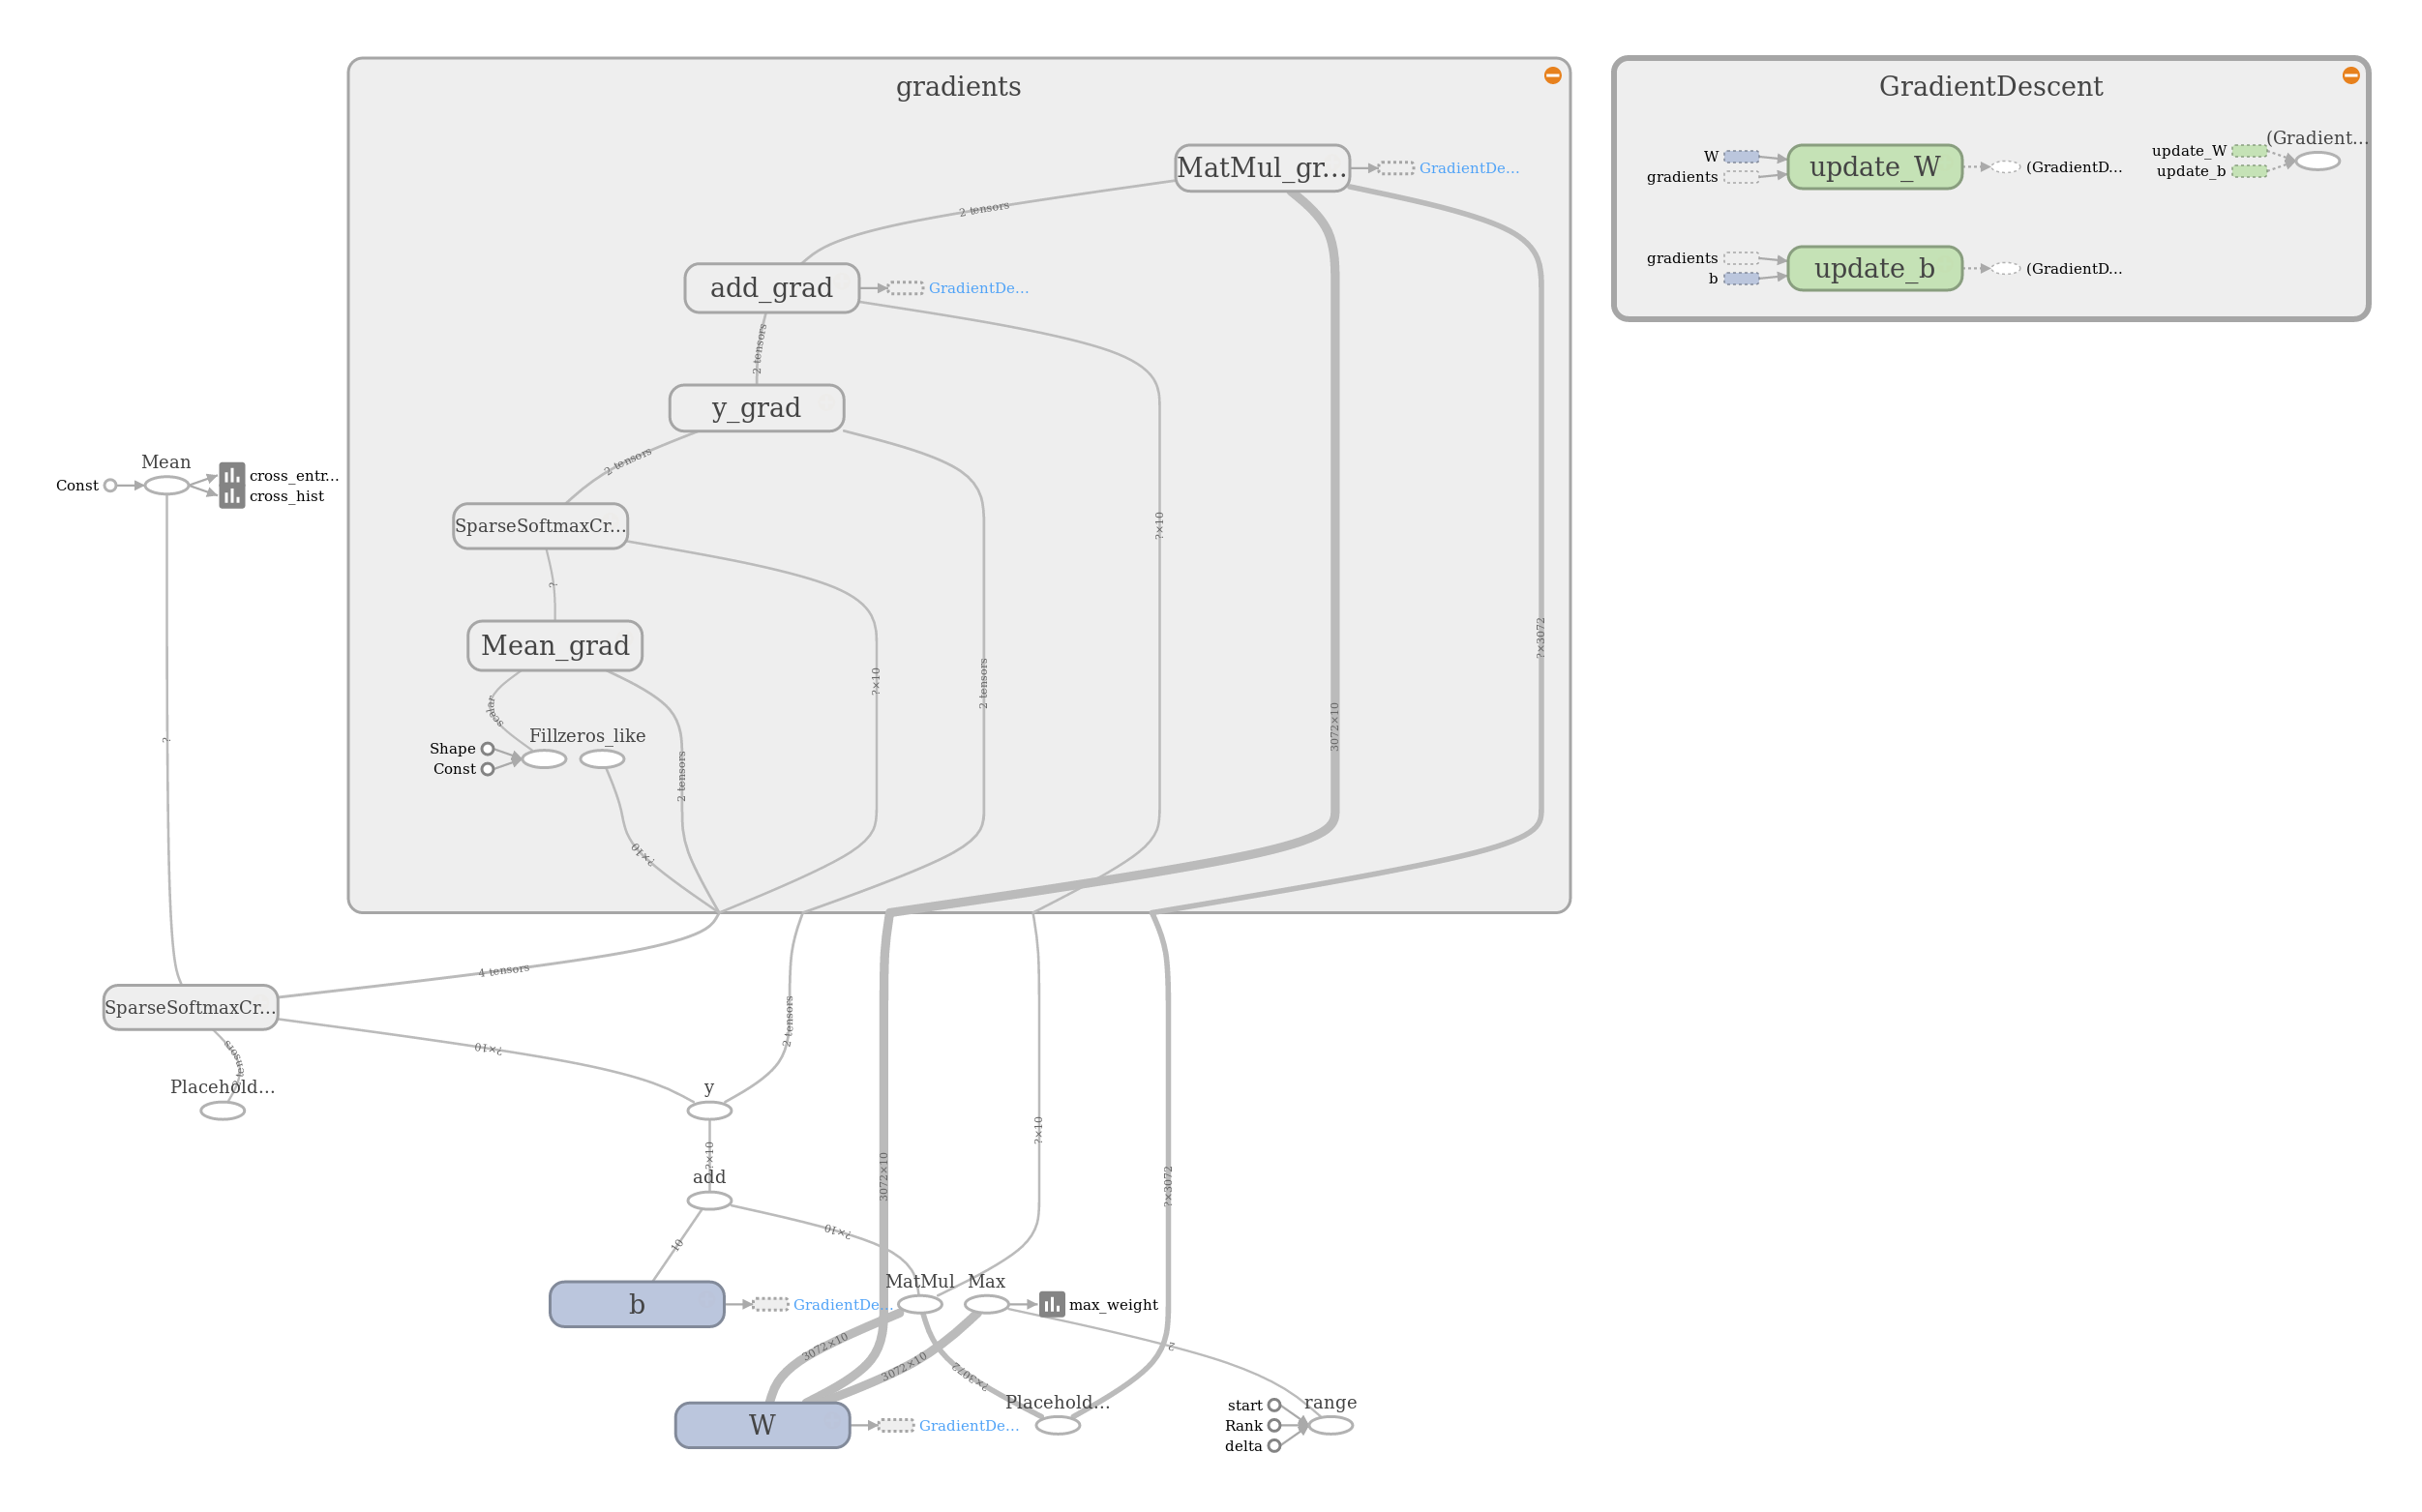 gradients
GradientDescent
MatMul_gr...
GradientDe...
2 tensors
add_grad
GradientDe...
2 tensors
y_grad
2 tensors
SparseSoftmaxCr...
?
Mean_grad
scalar
Fill
zeros_like
Shape
Const
2 tensors
?×10
?×10
2 tensors
?×10
3072×10
?×3072
W
gradients
update_W
(GradientD...
update_W
update_b
(Gradient...
gradients
b
update_b
(GradientD...
Mean
Const
cross_entr...
cross_hist
?
4 tensors
SparseSoftmaxCr...
?×10
2 tensors
2 tensors
Placehold...
y
?×10
add
10
?×10
3072×10
?×10
?×3072
b
GradientDe...
MatMul
Max
max_weight
3072×10
3072×10
?×3072
?
W
GradientDe...
Placehold...
start
Rank
delta
range